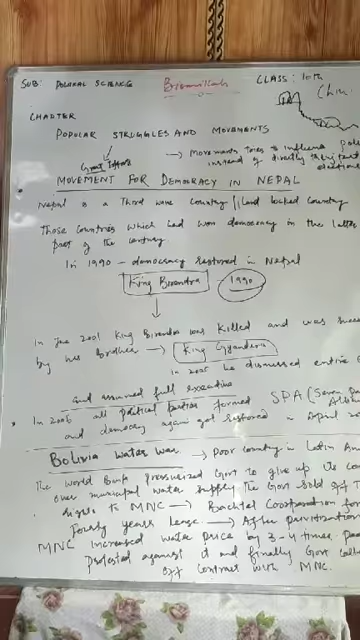 SUB: POLITICAL SCIENCE
CLASS: 10th
CHAPTER
POPULAR STRUGGLES AND MOVEMENTS
→ Movements tries to influence
instead of directly
MOVEMENT FOR DEMOCRACY IN NEPAL
Nepal is a Third wave country || Land locked country
Those countries which had won democracy in the latter
part of the century
In 1990 - democracy restored in Nepal
King Birendra 1990
In june 2001 King Birendra was killed and was
by his Brother → King Gyanendra
in 2005 he dismissed entire
and assumed full executive
• In 2006 all political parties formed SPA (Seven
and democracy again got restored in April
Bolivia Water War → Poor country in Latin
The World Bank pressurized Govt to give up its
over municipal water supply The Govt sold off
rights to MNC → Bechtel Corporation for
Fourty years lease → After privatization
MNC increased water price by 3-4 times.
Protested against it and finally Govt
off contract with MNC.